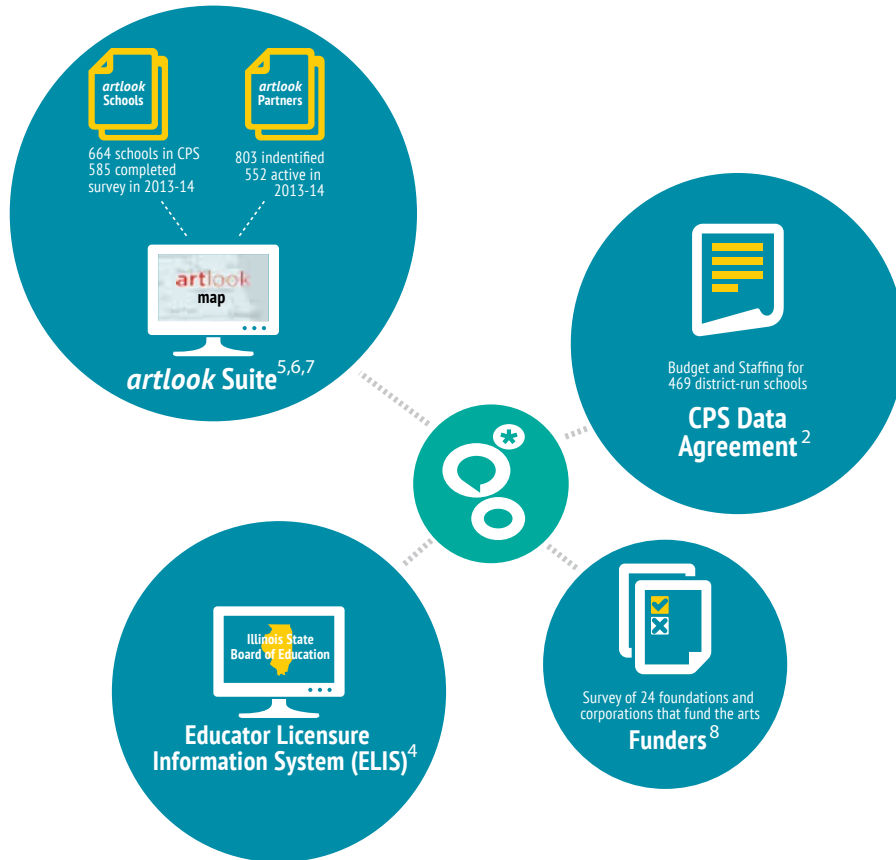 artlook
Schools
artlook
Partners
664 schools in CPS
585 completed
survey in 2013-14
803 indentified
552 active in
2013-14
artlook
map
artlook Suite 5,6,7
Budget and Staffing for
469 district-run schools
CPS Data
Agreement 2
Illinois State
Board of Education
Educator Licensure
Information System (ELIS) 4
Survey of 24 foundations and
corporations that fund the arts
Funders 8